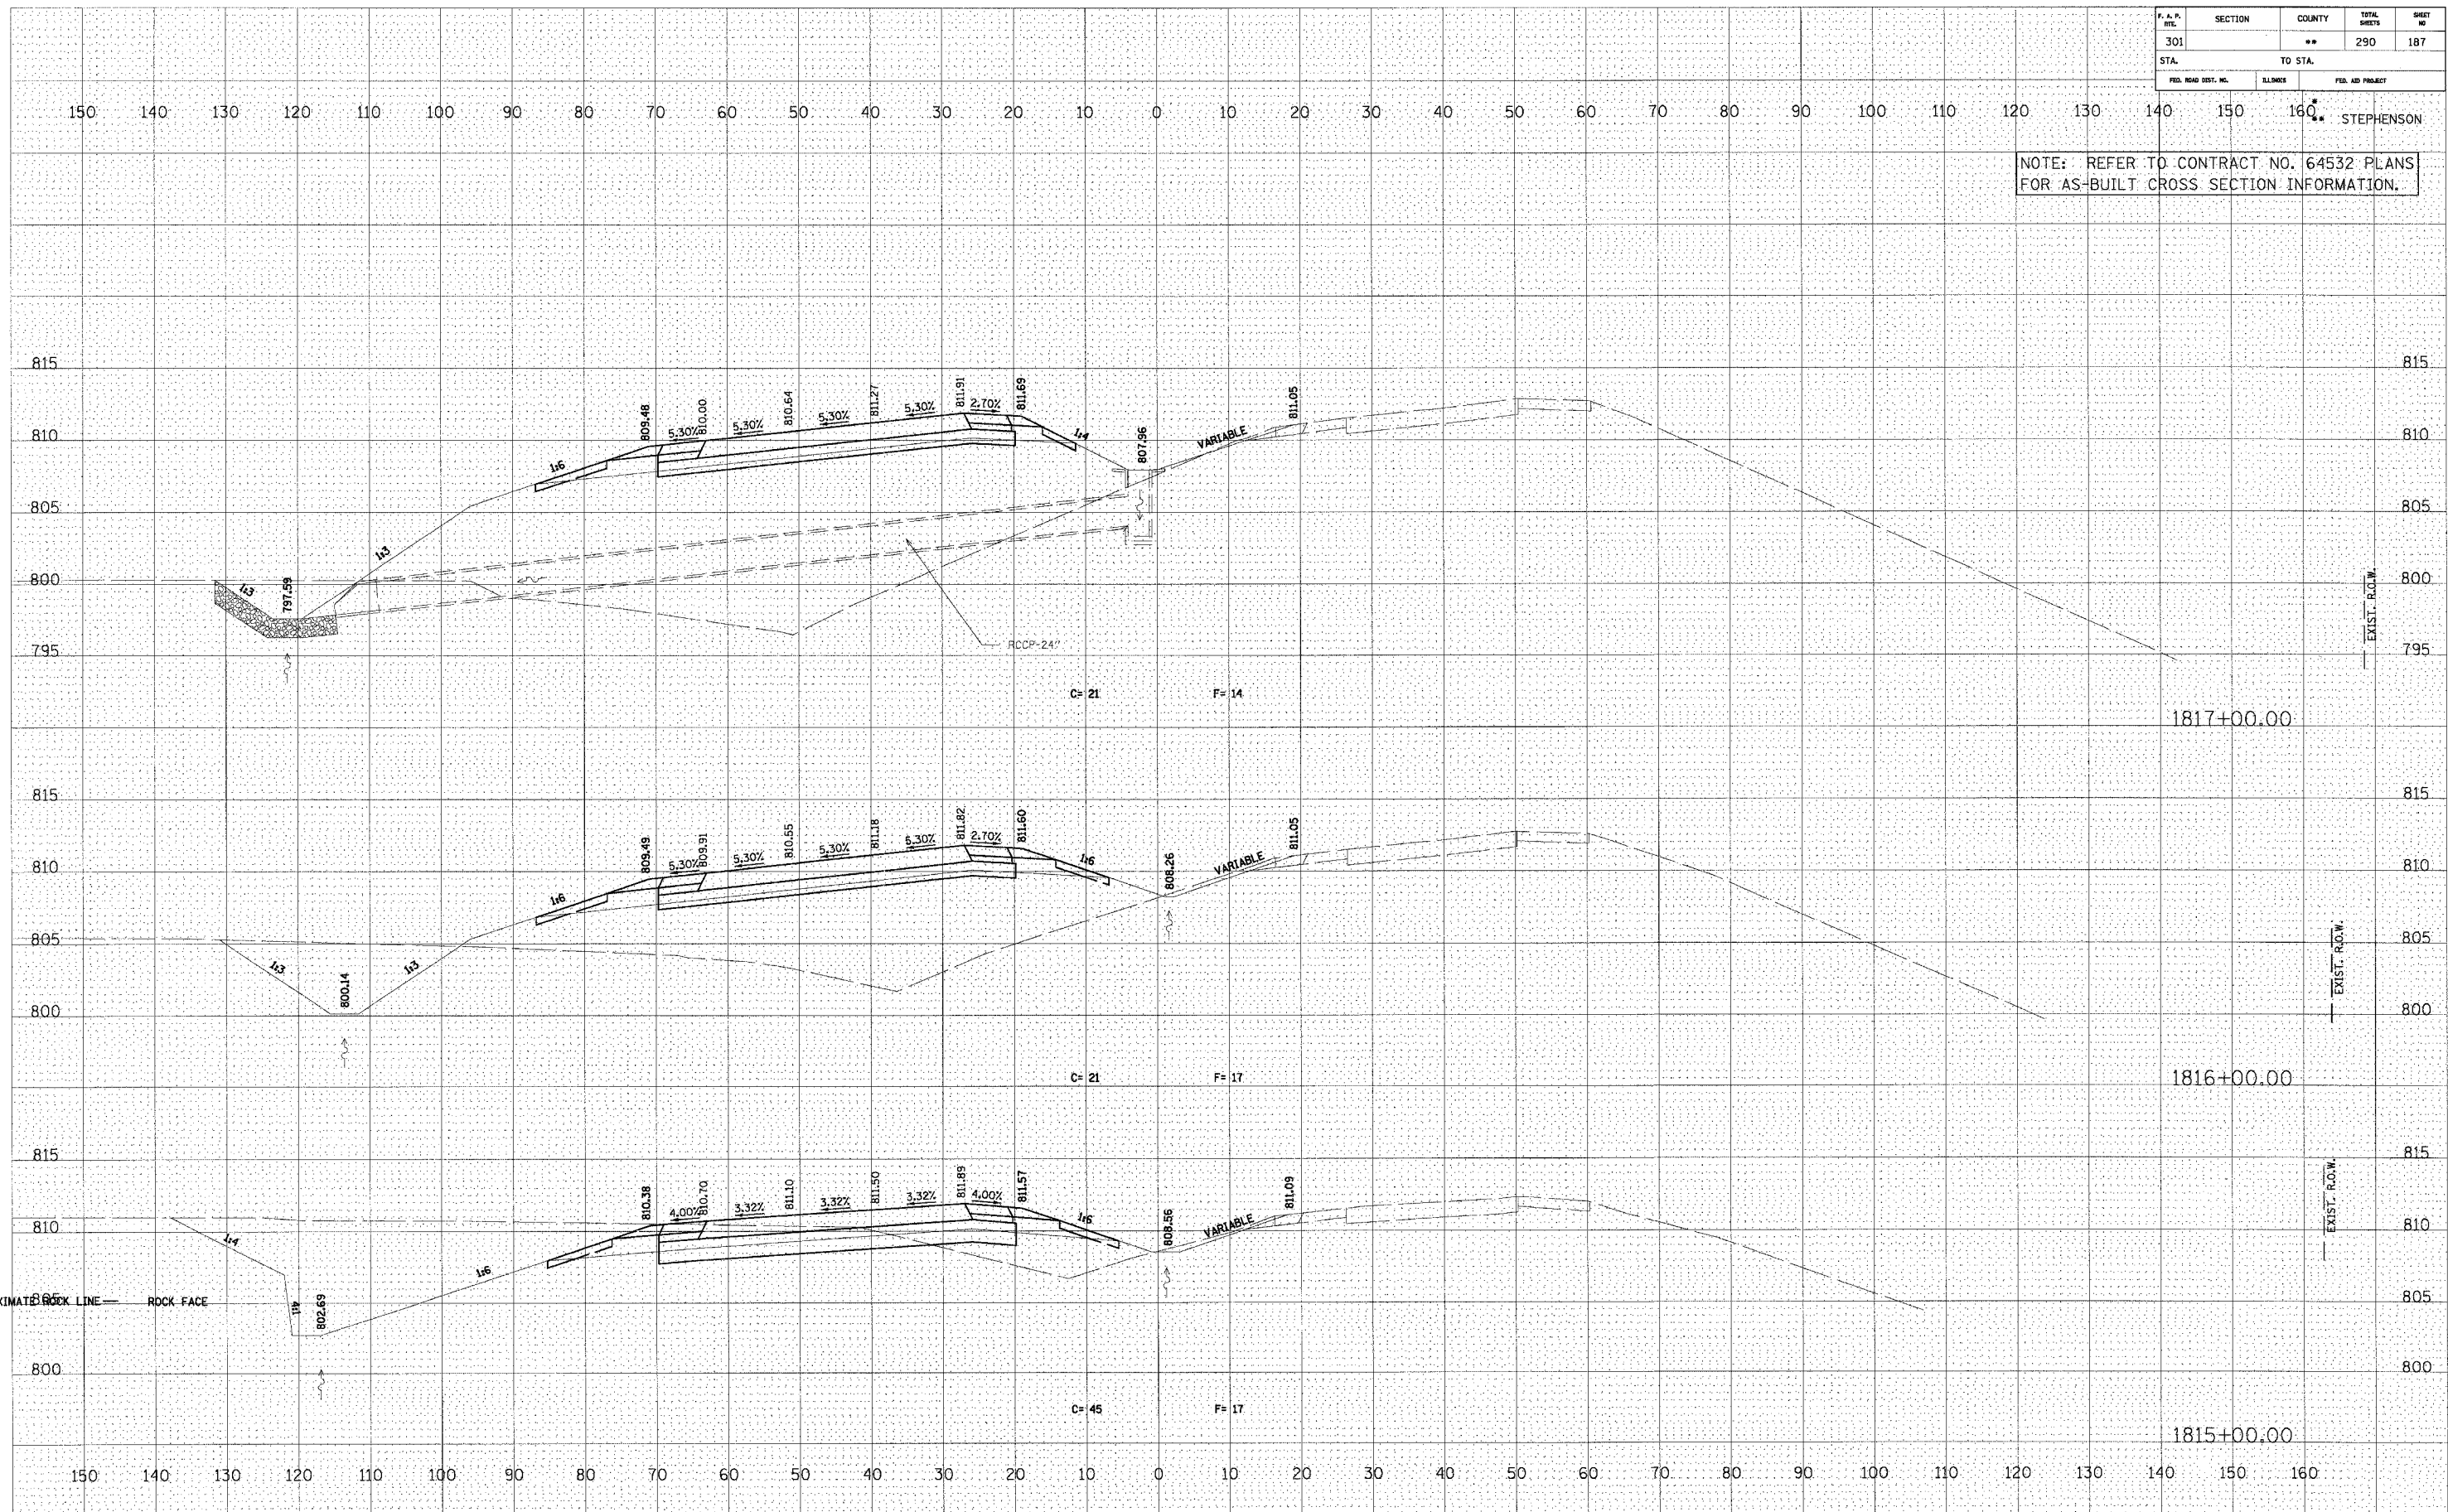 F. A. P. RTE. SECTION COUNTY TOTAL SHEETS SHEET NO
301 ** 290 187
STA. TO STA.
FED. ROAD DIST. NO. ILLINOIS FED. AID PROJECT
*
** STEPHENSON
150 140 130 120 110 100 90 80 70 60 50 40 30 20 10 0 10 20 30 40 50 60 70 80 90 100 110 120 130 140 150 160
NOTE: REFER TO CONTRACT NO. 64532 PLANS
FOR AS-BUILT CROSS SECTION INFORMATION.
815 815
809.48 810.00 810.64 811.27 811.91 811.69 807.96 811.05
5.30% 5.30% 5.30% 5.30% 2.70%
810 1:6 1:4 VARIABLE 810
805 1:3 805
800 1:3 797.59 800
EXIST. R.O.W.
795 RCCP-24" 795
C= 21 F= 14
1817+00.00
815 815
809.49 809.91 810.55 811.18 811.82 811.60 808.26 811.05
5.30% 5.30% 5.30% 5.30% 2.70%
810 1:6 1:6 VARIABLE 810
805 1:3 1:3 805
EXIST. R.O.W.
800 800.14 800
C= 21 F= 17
1816+00.00
815 815
810.38 810.70 811.10 811.50 811.89 811.57 808.56 811.09
4.00% 3.32% 3.32% 3.32% 4.00%
810 1:4 1:6 1:6 VARIABLE 810
EXIST. R.O.W.
XIMATE ROCK LINE ROCK FACE
805 4:1 802.69 805
800 800
C= 45 F= 17
1815+00.00
150 140 130 120 110 100 90 80 70 60 50 40 30 20 10 0 10 20 30 40 50 60 70 80 90 100 110 120 130 140 150 160